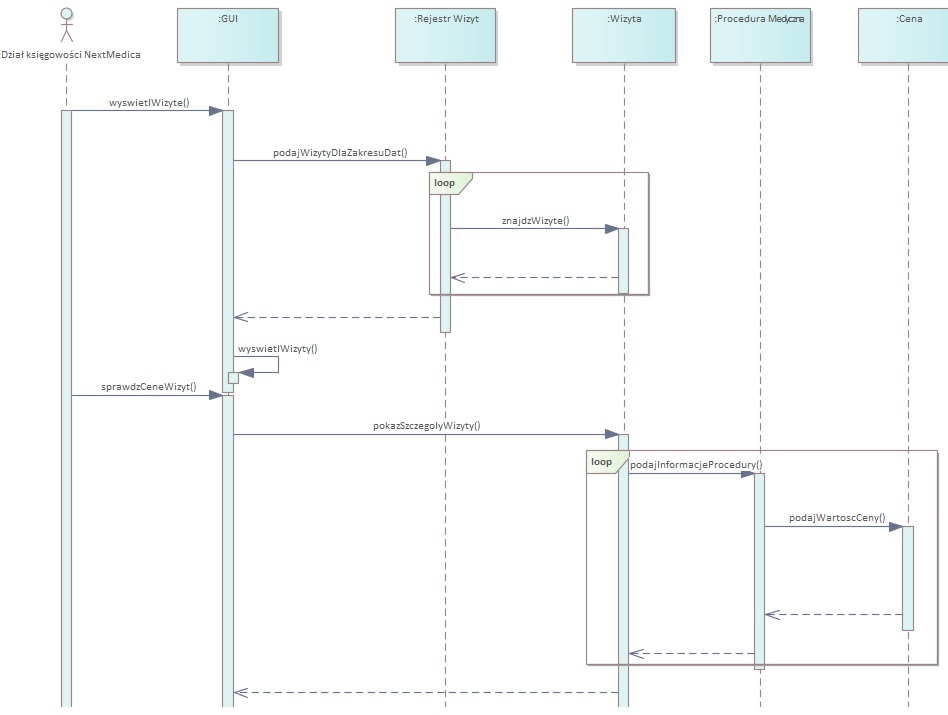 :GUI
:Rejestr Wizyt
:Wizyta
:Procedura Medyczna
:Cena
:Dział księgowości NextMedica
wyswietlWizyte()
podajWizytyDlaZakresuDat()
loop
znajdzWizyte()
wyswietlWizyty()
sprawdzCeneWizyt()
pokazSzczegolyWizyty()
loop
podajInformacjeProcedury()
podajWartoscCeny()